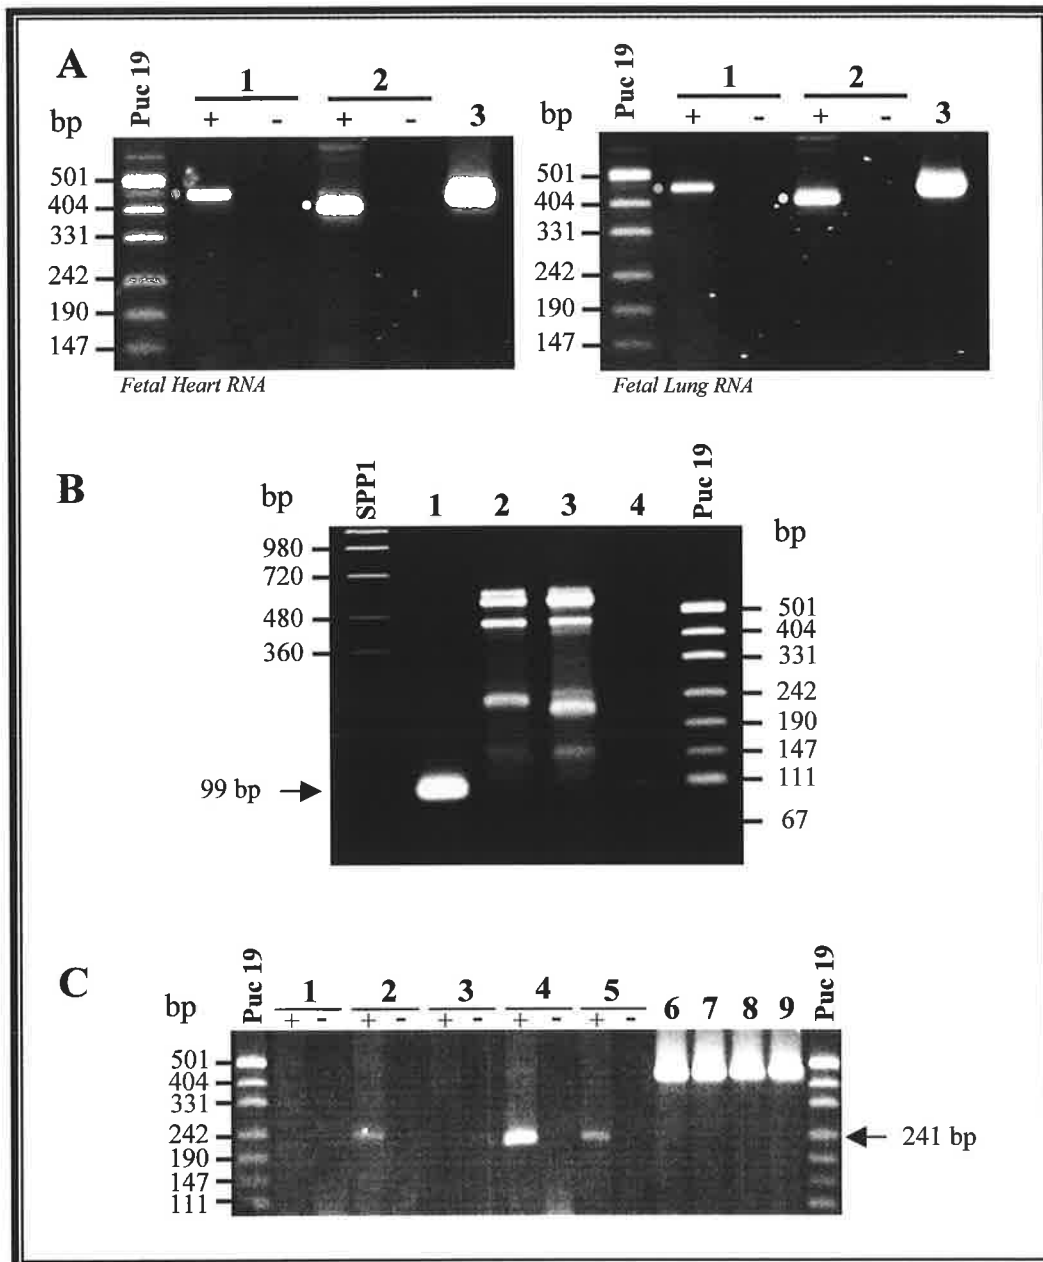 A
Puc 19
1
2
bp
+ - + - 3
501
404
331
242
190
147
Fetal Heart RNA
Puc 19
1
2
bp
+ - + - 3
501
404
331
242
190
147
Fetal Lung RNA
B
bp
SPP1
1 2 3 4
Puc 19
bp
980
720
480
360
99 bp
501
404
331
242
190
147
111
67
C
bp
Puc 19
1 2 3 4 5 6 7 8 9
+ - + - + - + - + -
Puc 19
501
404
331
242
190
147
111
241 bp